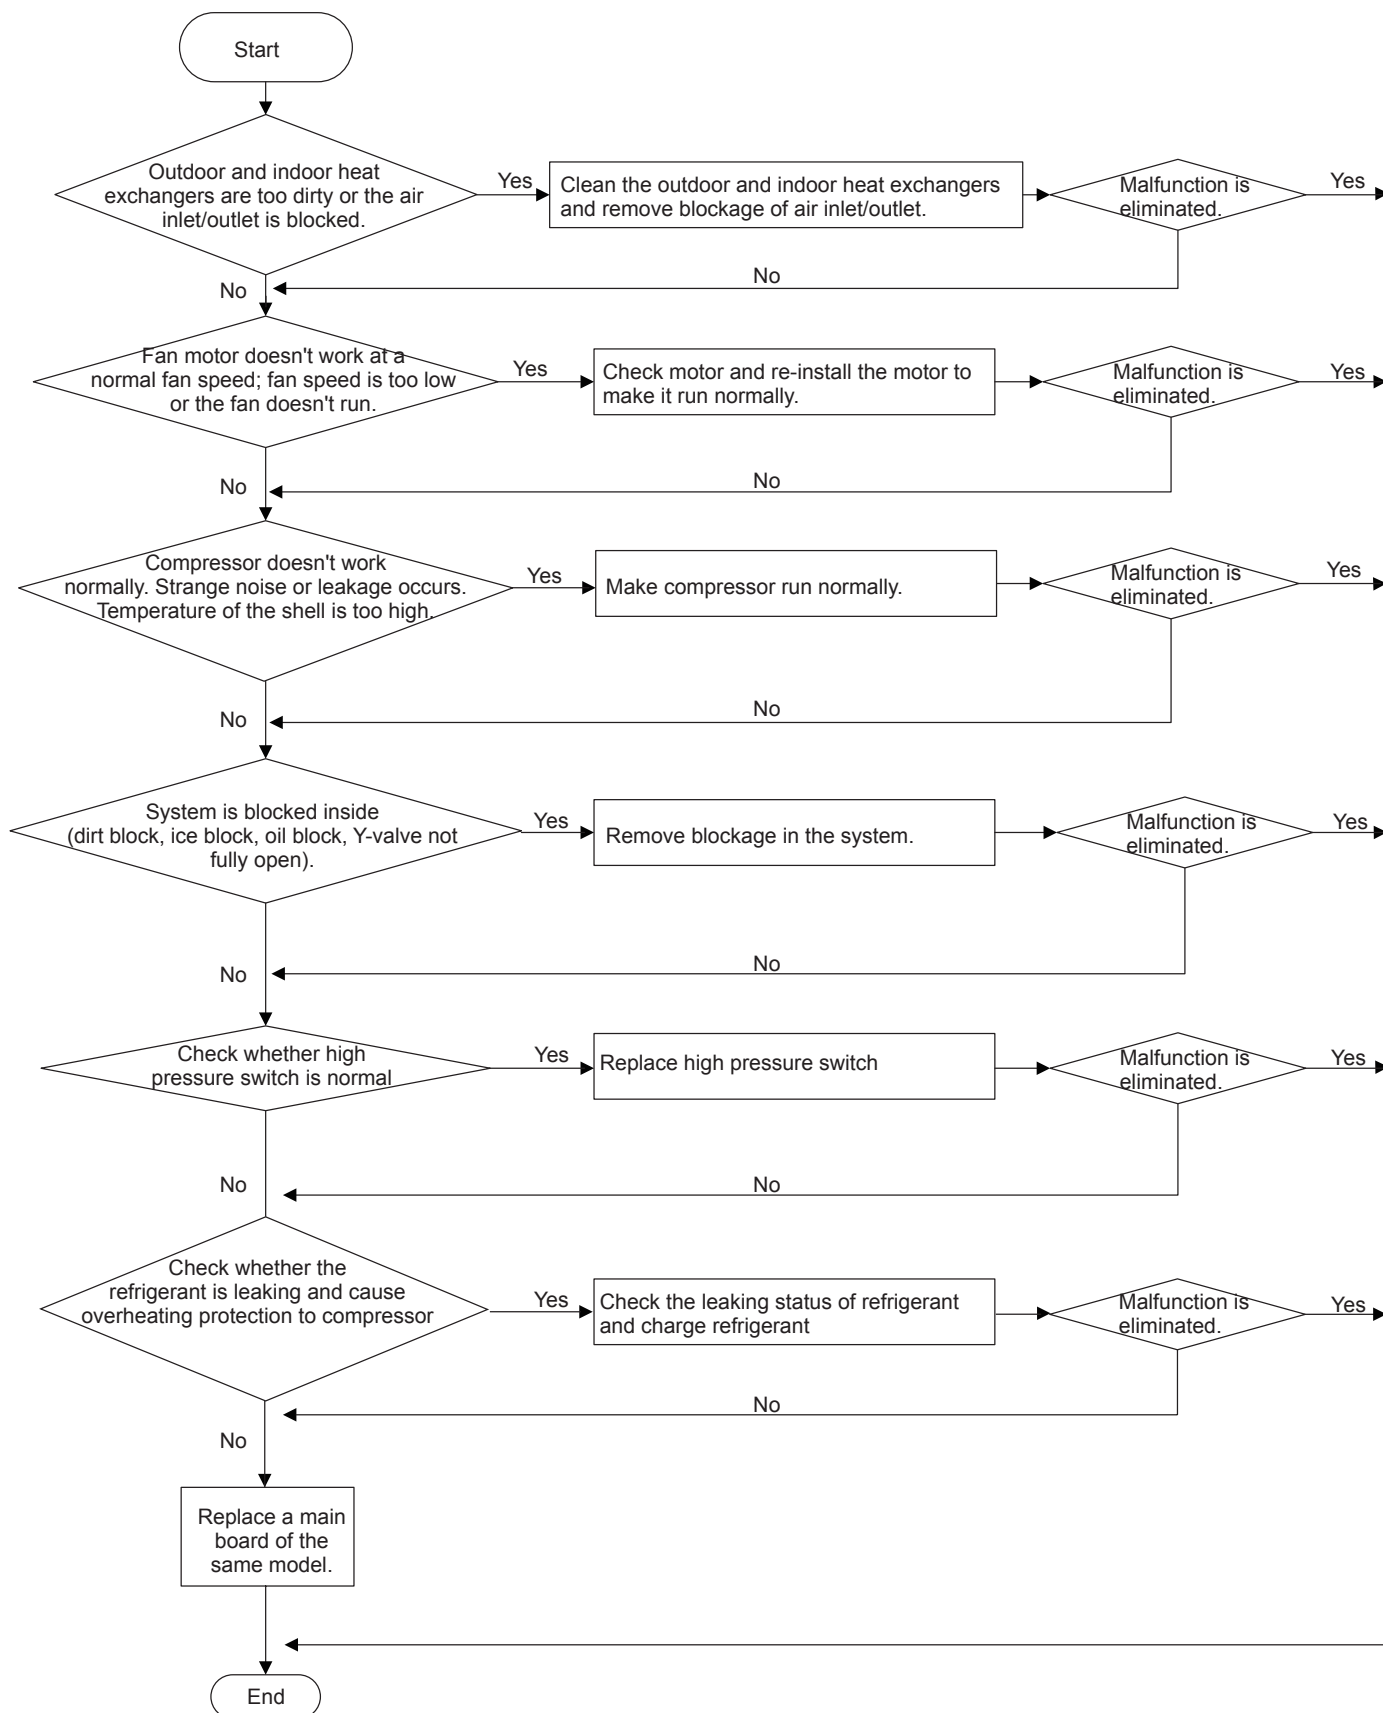 Start
Outdoor and indoor heat
exchangers are too dirty or the air
inlet/outlet is blocked.
Yes
Clean the outdoor and indoor heat exchangers
and remove blockage of air inlet/outlet.
Malfunction is
eliminated.
Yes
No
No
Fan motor doesn't work at a
normal fan speed; fan speed is too low
or the fan doesn't run.
Yes
Check motor and re-install the motor to
make it run normally.
Malfunction is
eliminated.
Yes
No
No
Compressor doesn't work
normally. Strange noise or leakage occurs.
Temperature of the shell is too high.
Yes
Make compressor run normally.
Malfunction is
eliminated.
Yes
No
No
System is blocked inside
(dirt block, ice block, oil block, Y-valve not
fully open).
Yes
Remove blockage in the system.
Malfunction is
eliminated.
Yes
No
No
Check whether high
pressure switch is normal
Yes
Replace high pressure switch
Malfunction is
eliminated.
Yes
No
No
Check whether the
refrigerant is leaking and cause
overheating protection to compressor
Yes
Check the leaking status of refrigerant
and charge refrigerant
Malfunction is
eliminated.
Yes
No
No
Replace a main
board of the
same model.
End